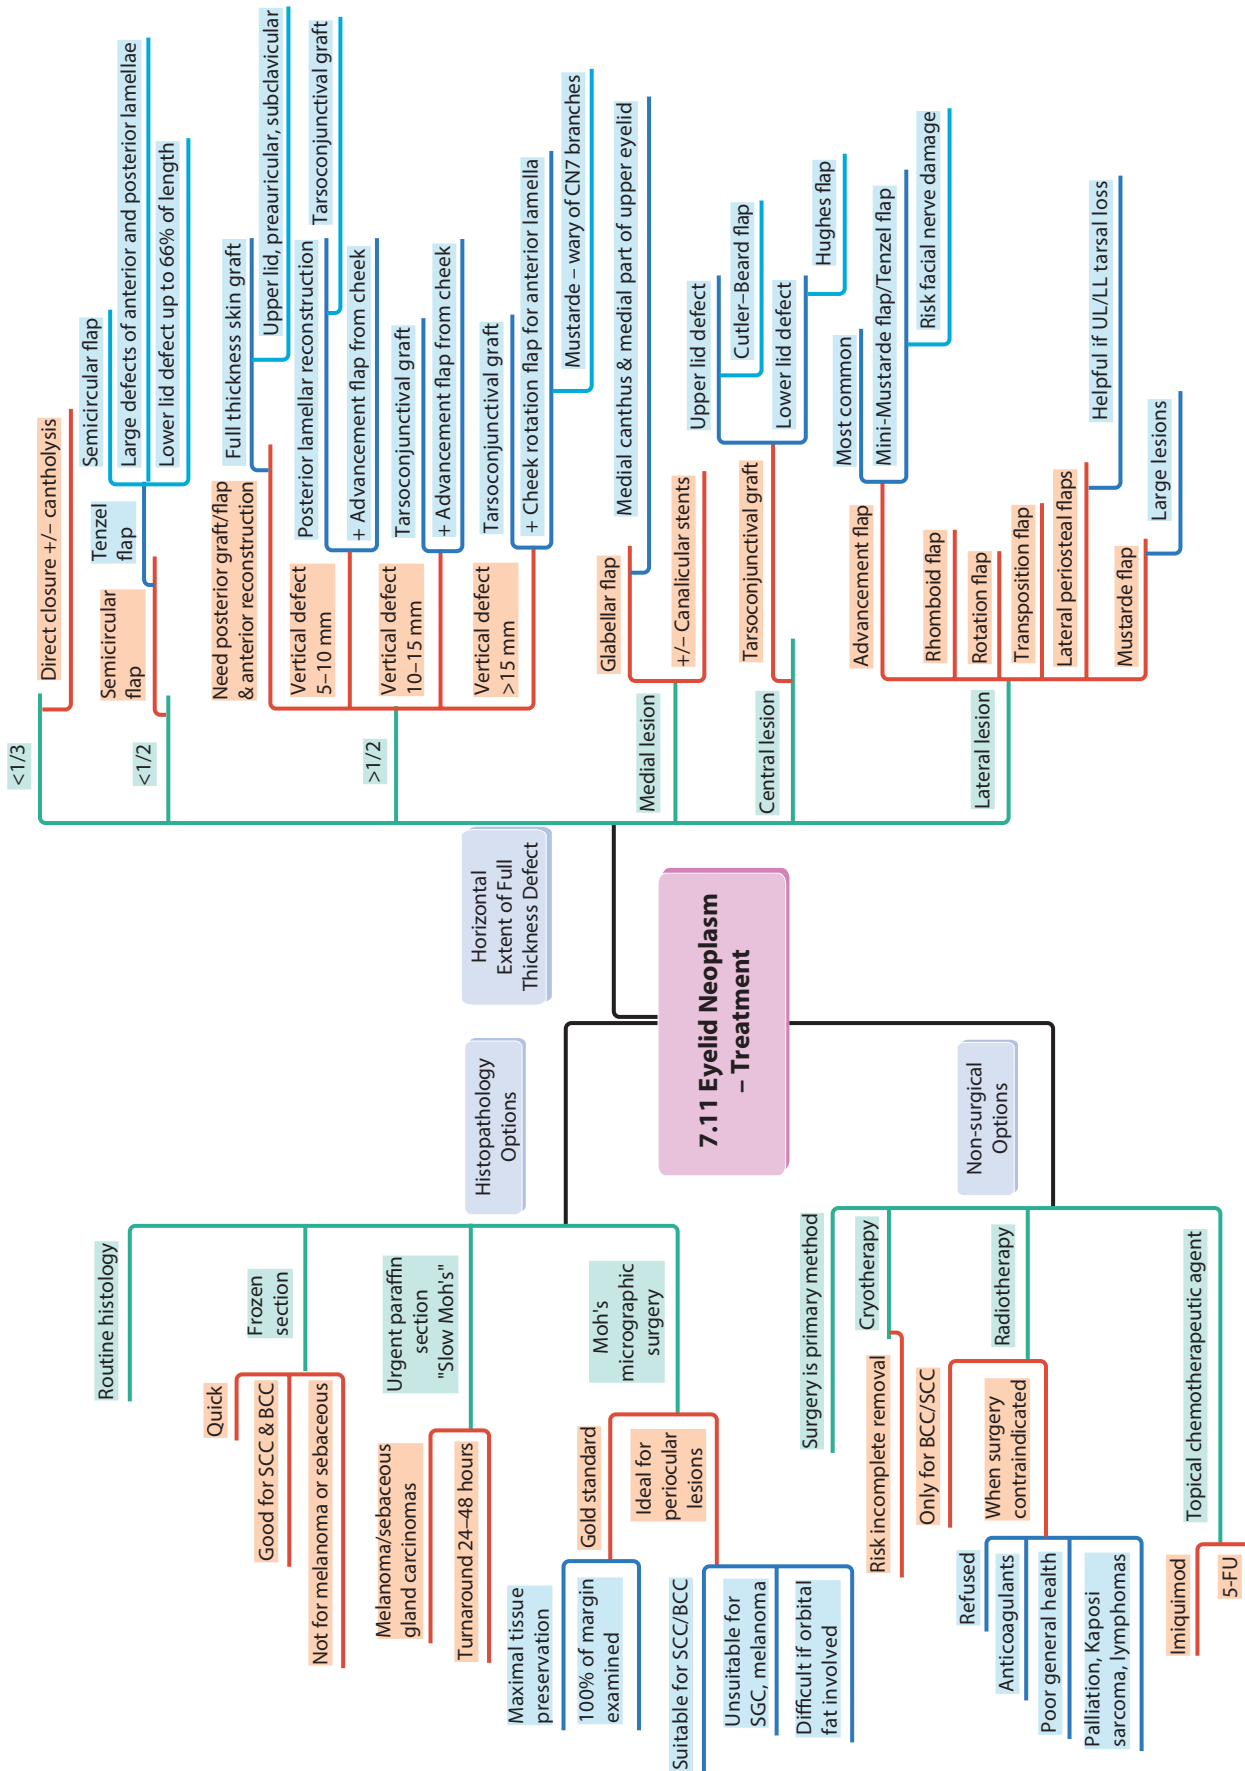 7.11 Eyelid Neoplasm
– Treatment
Horizontal
Extent of Full
Thickness Defect
<1/3
Direct closure +/– cantholysis
<1/2
Semicircular
flap
Tenzel
flap
Semicircular flap
Large defects of anterior and posterior lamellae
Lower lid defect up to 66% of length
>1/2
Need posterior graft/flap
& anterior reconstruction
Full thickness skin graft
Upper lid, preauricular, subclavicular
Vertical defect
5–10 mm
Posterior lamellar reconstruction
Tarsoconjunctival graft
+ Advancement flap from cheek
Vertical defect
10–15 mm
Tarsoconjunctival graft
+ Advancement flap from cheek
Vertical defect
>15 mm
Tarsoconjunctival graft
+ Cheek rotation flap for anterior lamella
Mustarde – wary of CN7 branches
Medial lesion
Glabellar flap
Medial canthus & medial part of upper eyelid
+/– Canalicular stents
Central lesion
Tarsoconjunctival graft
Upper lid defect
Cutler–Beard flap
Lower lid defect
Hughes flap
Lateral lesion
Advancement flap
Most common
Mini-Mustarde flap/Tenzel flap
Risk facial nerve damage
Rhomboid flap
Rotation flap
Transposition flap
Lateral periosteal flaps
Helpful if UL/LL tarsal loss
Mustarde flap
Large lesions
Histopathology
Options
Routine histology
Frozen
section
Quick
Good for SCC & BCC
Not for melanoma or sebaceous
Urgent paraffin
section
"Slow Moh's"
Melanoma/sebaceous
gland carcinomas
Turnaround 24–48 hours
Moh's
micrographic
surgery
Gold standard
Maximal tissue
preservation
100% of margin
examined
Ideal for
periocular
lesions
Suitable for SCC/BCC
Unsuitable for
SGC, melanoma
Difficult if orbital
fat involved
Non-surgical
Options
Surgery is primary method
Cryotherapy
Risk incomplete removal
Radiotherapy
Only for BCC/SCC
When surgery
contraindicated
Refused
Anticoagulants
Poor general health
Palliation, Kaposi
sarcoma, lymphomas
Topical chemotherapeutic agent
Imiquimod
5-FU